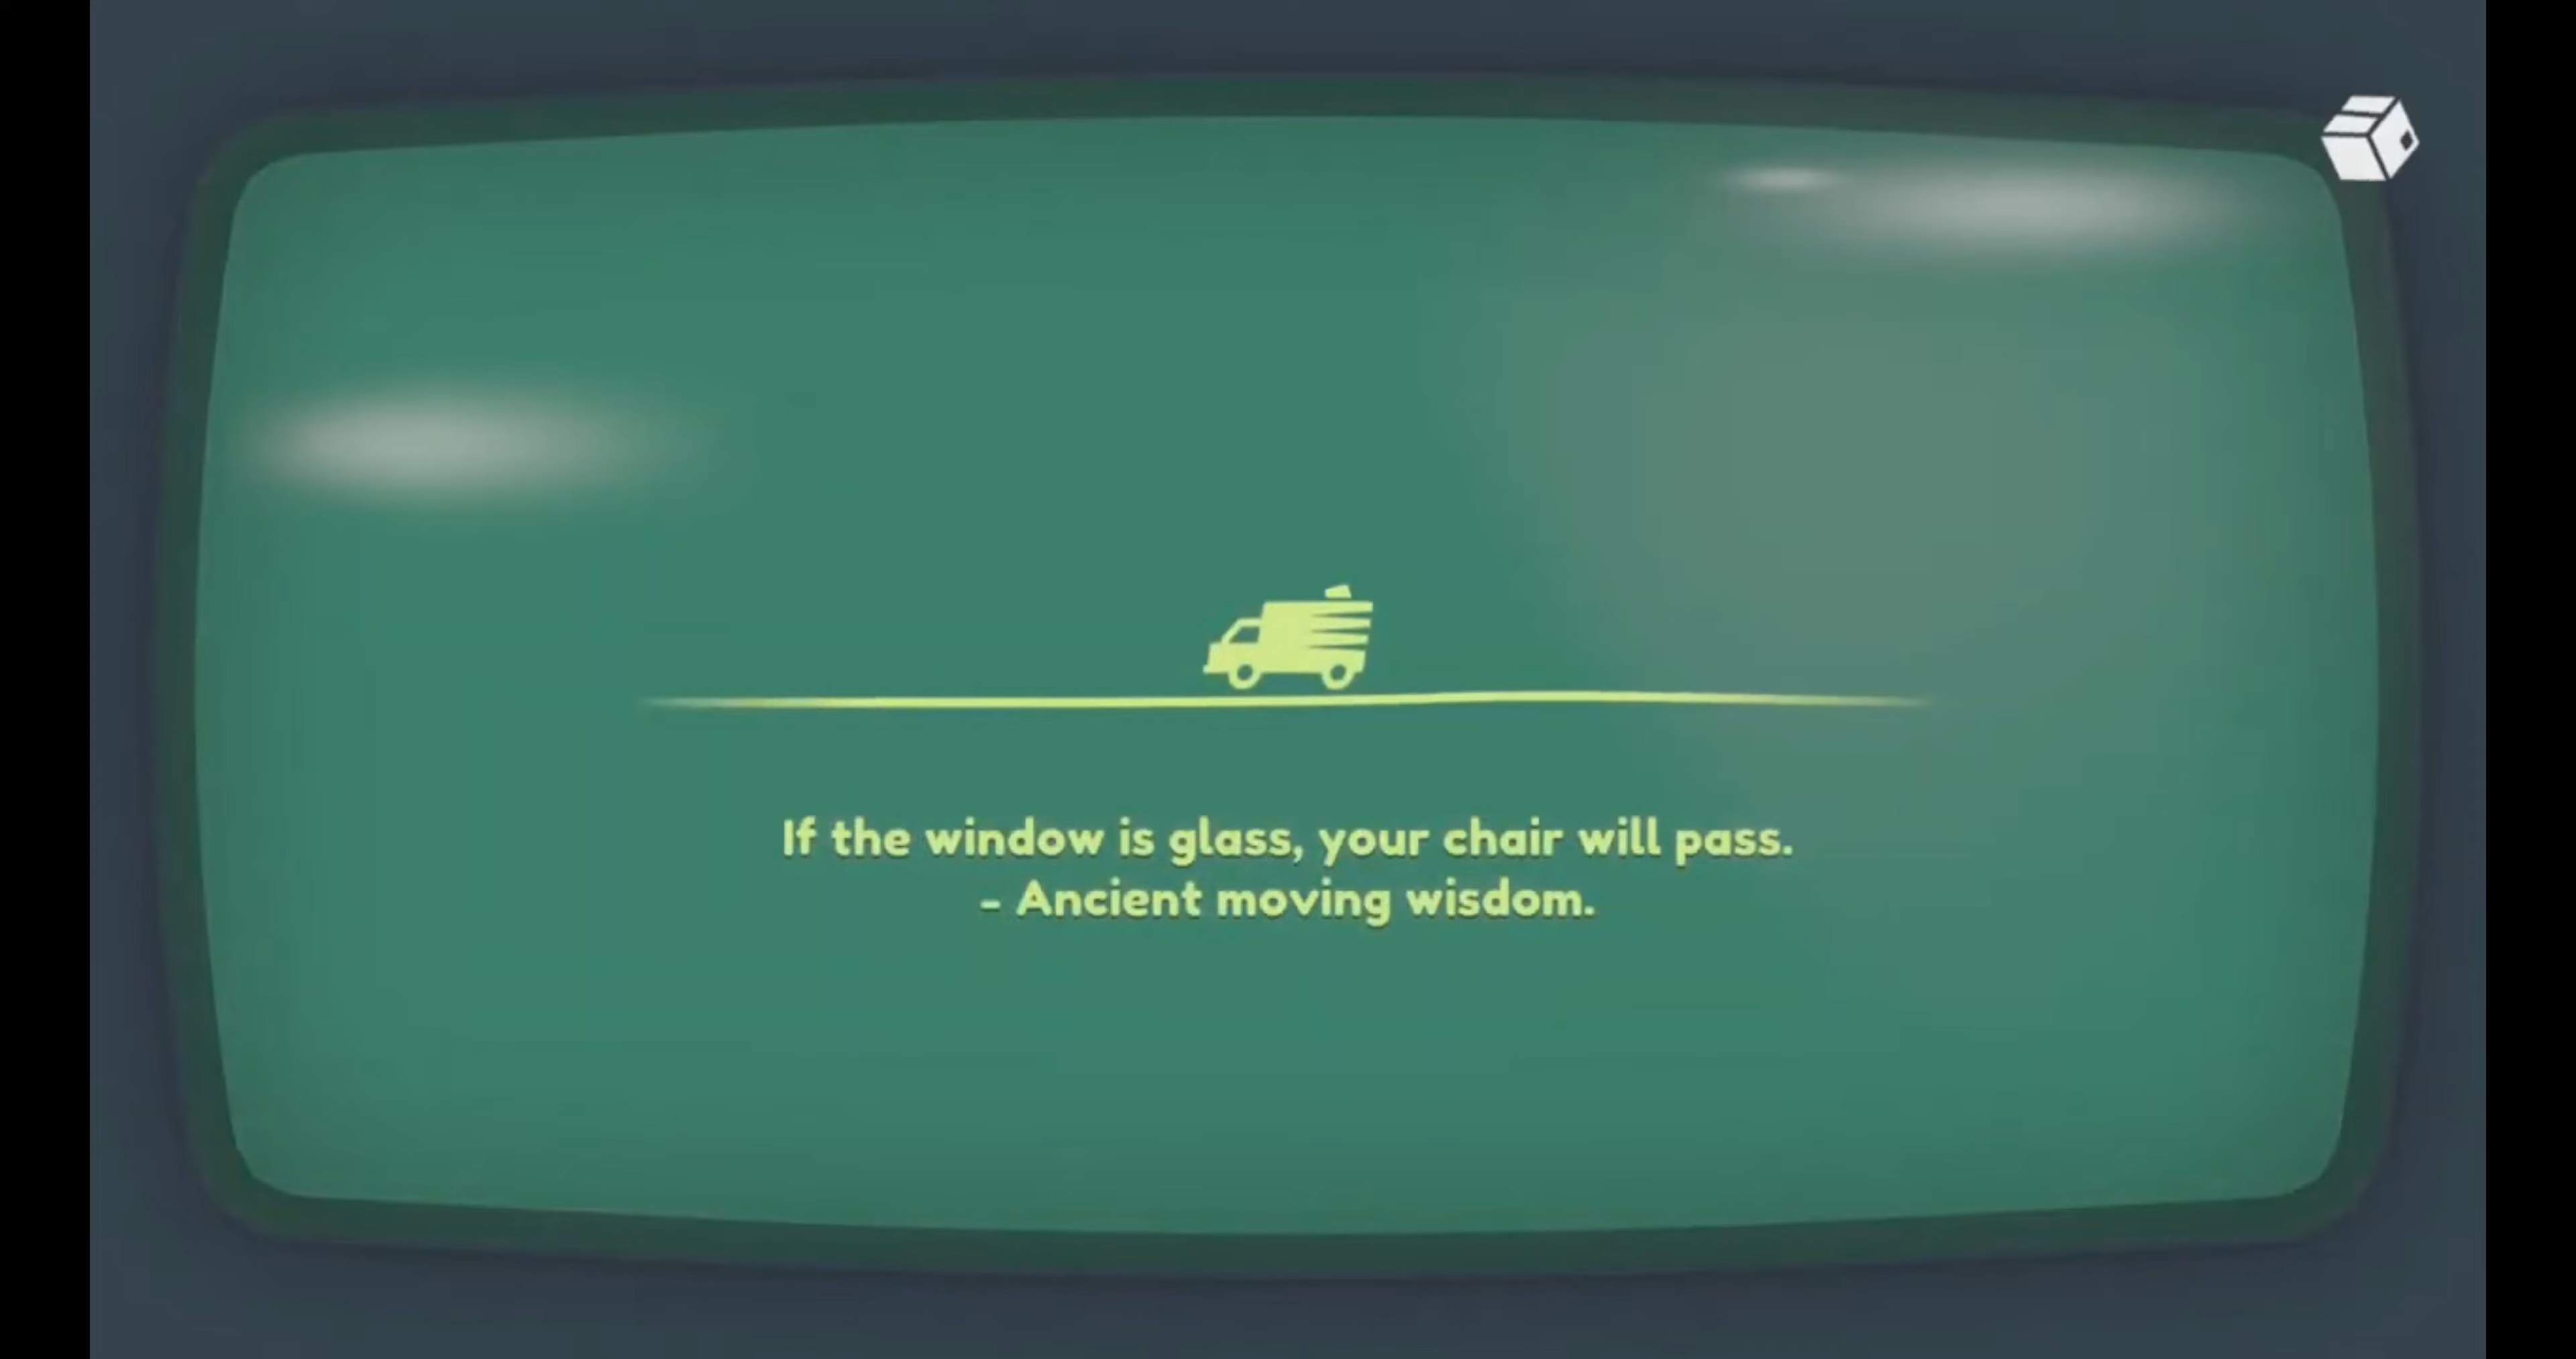 If the window is glass, your chair will pass.
- Ancient moving wisdom.